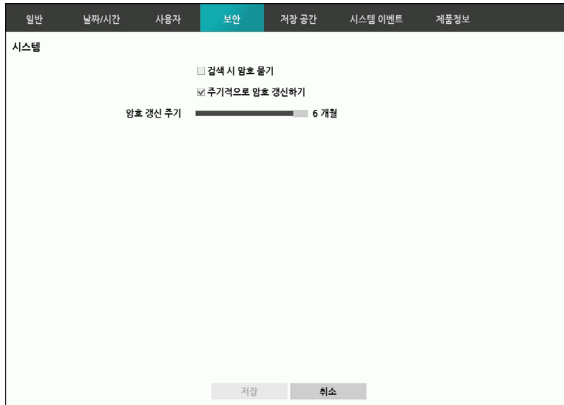 일반 날짜/시간 사용자 보안 저장 공간 시스템 이벤트 제품정보
시스템
검색 시 암호 묻기
주기적으로 암호 갱신하기
암호 갱신 주기 6 개월
저장 취소